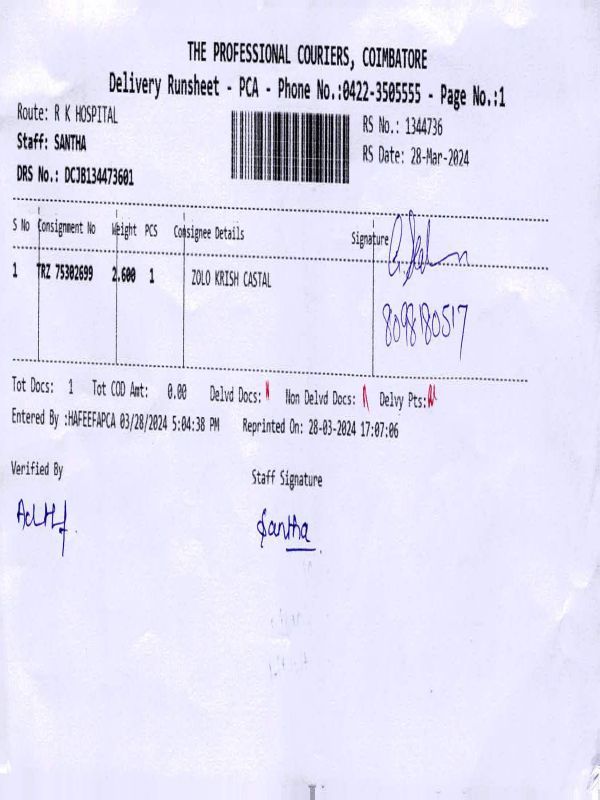 THE PROFESSIONAL COURIERS, COIMBATORE
Delivery Runsheet - PCA - Phone No.:0422-3505555 - Page No.:1
Route: R K HOSPITAL
RS No.: 1344736
Staff: SANTHA
RS Date: 28-Mar-2024
DRS No.: DCJB134473601
S No Consignment No Weight PCS Consignee Details Signature
1 TRZ 75302699 2.600 1 ZOLO KRISH CASTAL
8098180517
Tot Docs: 1 Tot COD Amt: 0.00 Delvd Docs: Non Delvd Docs: Delvy Pts:
Entered By :HAFEEFAPCA 03/28/2024 5:04:38 PM Reprinted On: 28-03-2024 17:07:06
Verified By
Staff Signature
Santha